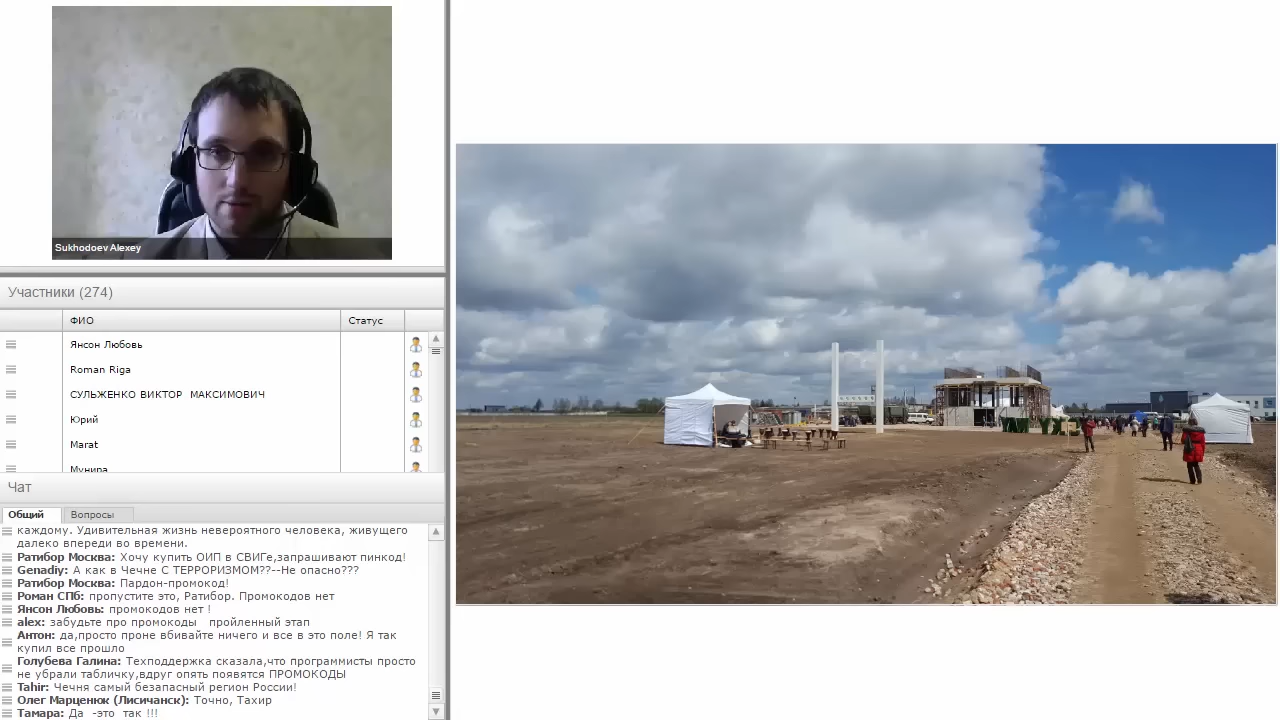 Sukhodoev Alexey
Участники (274)
ФИО
Статус
Янсон Любовь
Roman Riga
СУЛЬЖЕНКО ВИКТОР МАКСИМОВИЧ
Юрий
Marat
Мунира
Чат
Общий
Вопросы
каждому. Удивительная жизнь невероятного человека, живущего
далеко впереди во времени.
Ратибор Москва: Хочу купить ОИП в СВИГе,запрашивают пинкод!
Genadiy: А как в Чечне С ТЕРРОРИЗМОМ??--Не опасно???
Ратибор Москва: Пардон-промокод!
Роман СПб: пропустите это, Ратибор. Промокодов нет
Янсон Любовь: промокодов нет !
alex: забудьте про промокоды пройленный этап
Антон: да,просто проне вбивайте ничего и все в это поле! Я так
купил все прошло
Голубева Галина: Техподдержка сказала,что программисты просто
не убрали табличку,вдруг опять появятся ПРОМОКОДЫ
Tahir: Чечня самый безапасный регион России!
Олег Марценюк (Лисичанск): Точно, Тахир
Тамара: Да -это так !!!